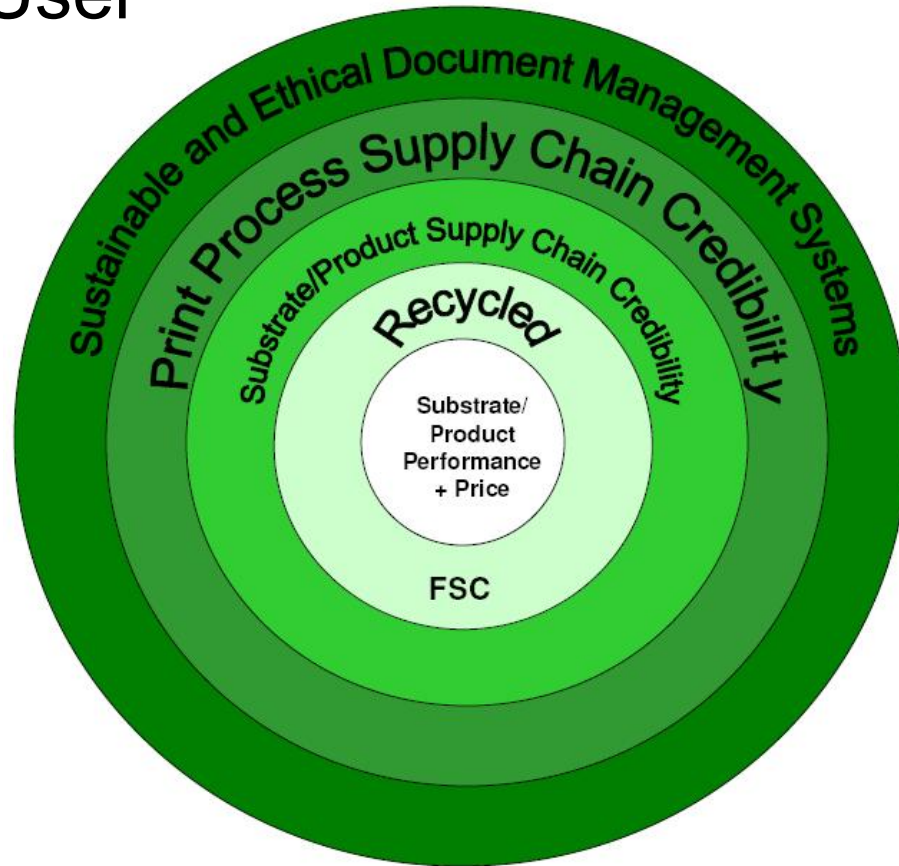 User
Sustainable and Ethical Document Management Systems
Print Process Supply Chain Credibilit y
Substrate/Product Supply Chain Credibility
Recycled
Substrate/
Product
Performance
+ Price
FSC